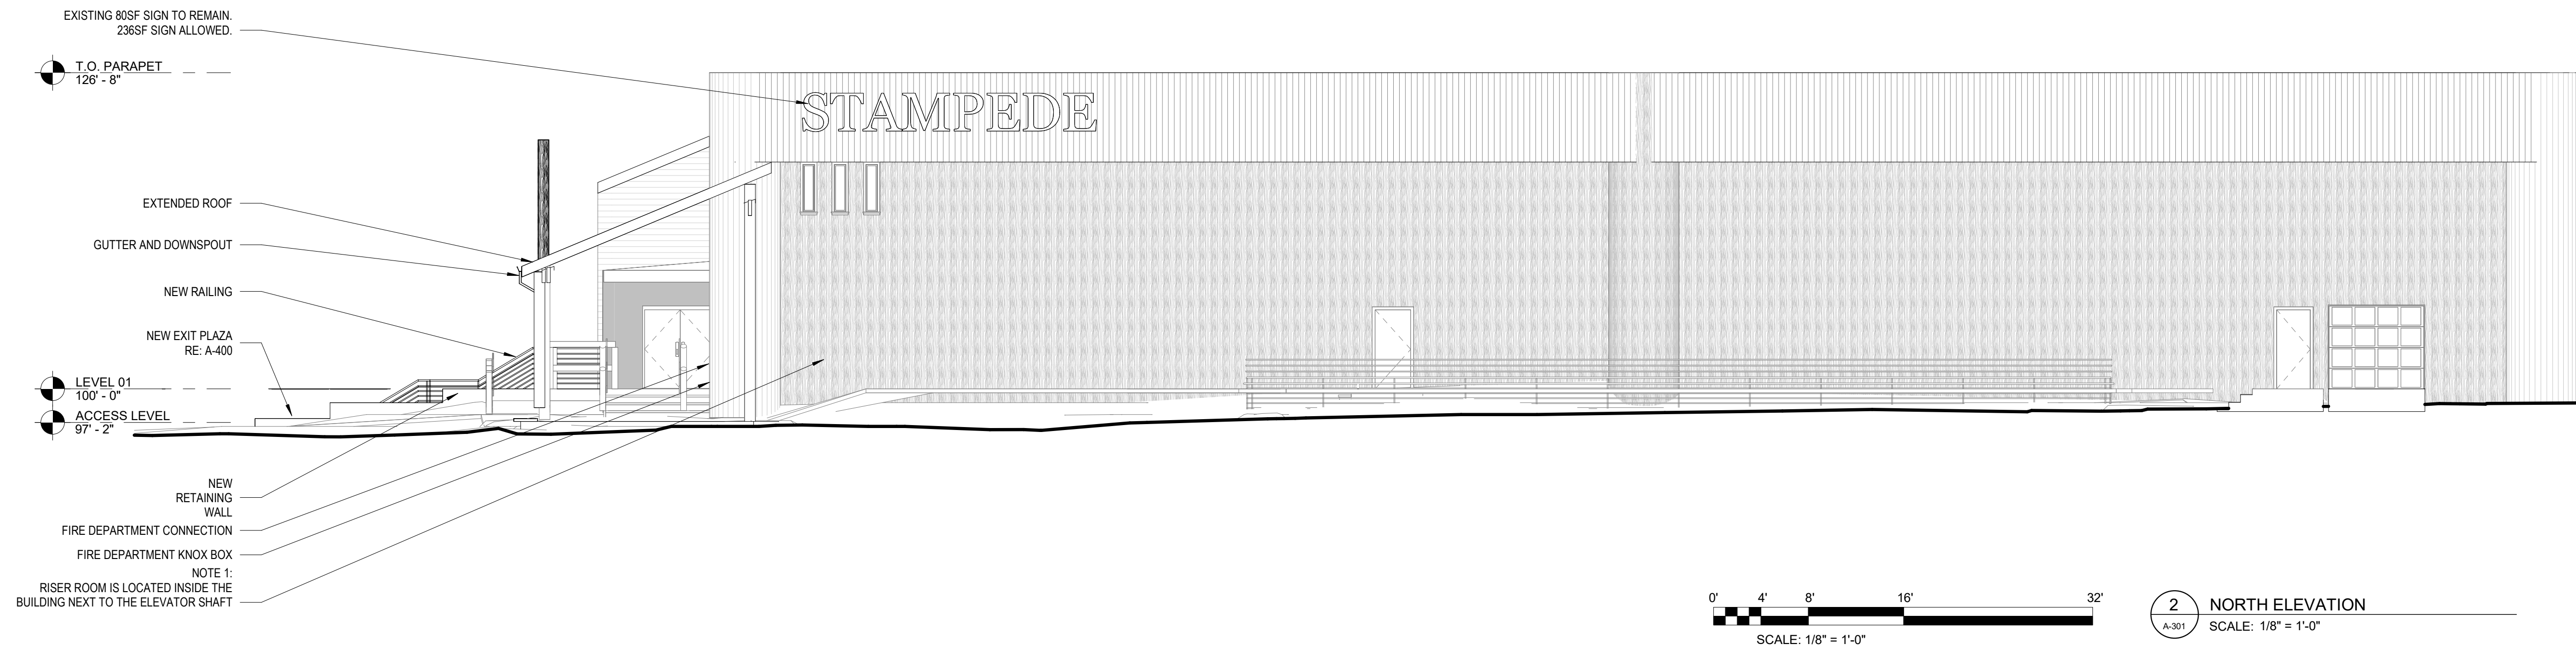 EXISTING 80SF SIGN TO REMAIN.
236SF SIGN ALLOWED.
T.O. PARAPET
126' - 8"
STAMPEDE
EXTENDED ROOF
GUTTER AND DOWNSPOUT
NEW RAILING
NEW EXIT PLAZA
RE: A-400
LEVEL 01
100' - 0"
ACCESS LEVEL
97' - 2"
NEW
RETAINING
WALL
FIRE DEPARTMENT CONNECTION
FIRE DEPARTMENT KNOX BOX
NOTE 1:
RISER ROOM IS LOCATED INSIDE THE
BUILDING NEXT TO THE ELEVATOR SHAFT
0' 4' 8' 16' 32'
SCALE: 1/8" = 1'-0"
2
A-301
NORTH ELEVATION
SCALE: 1/8" = 1'-0"